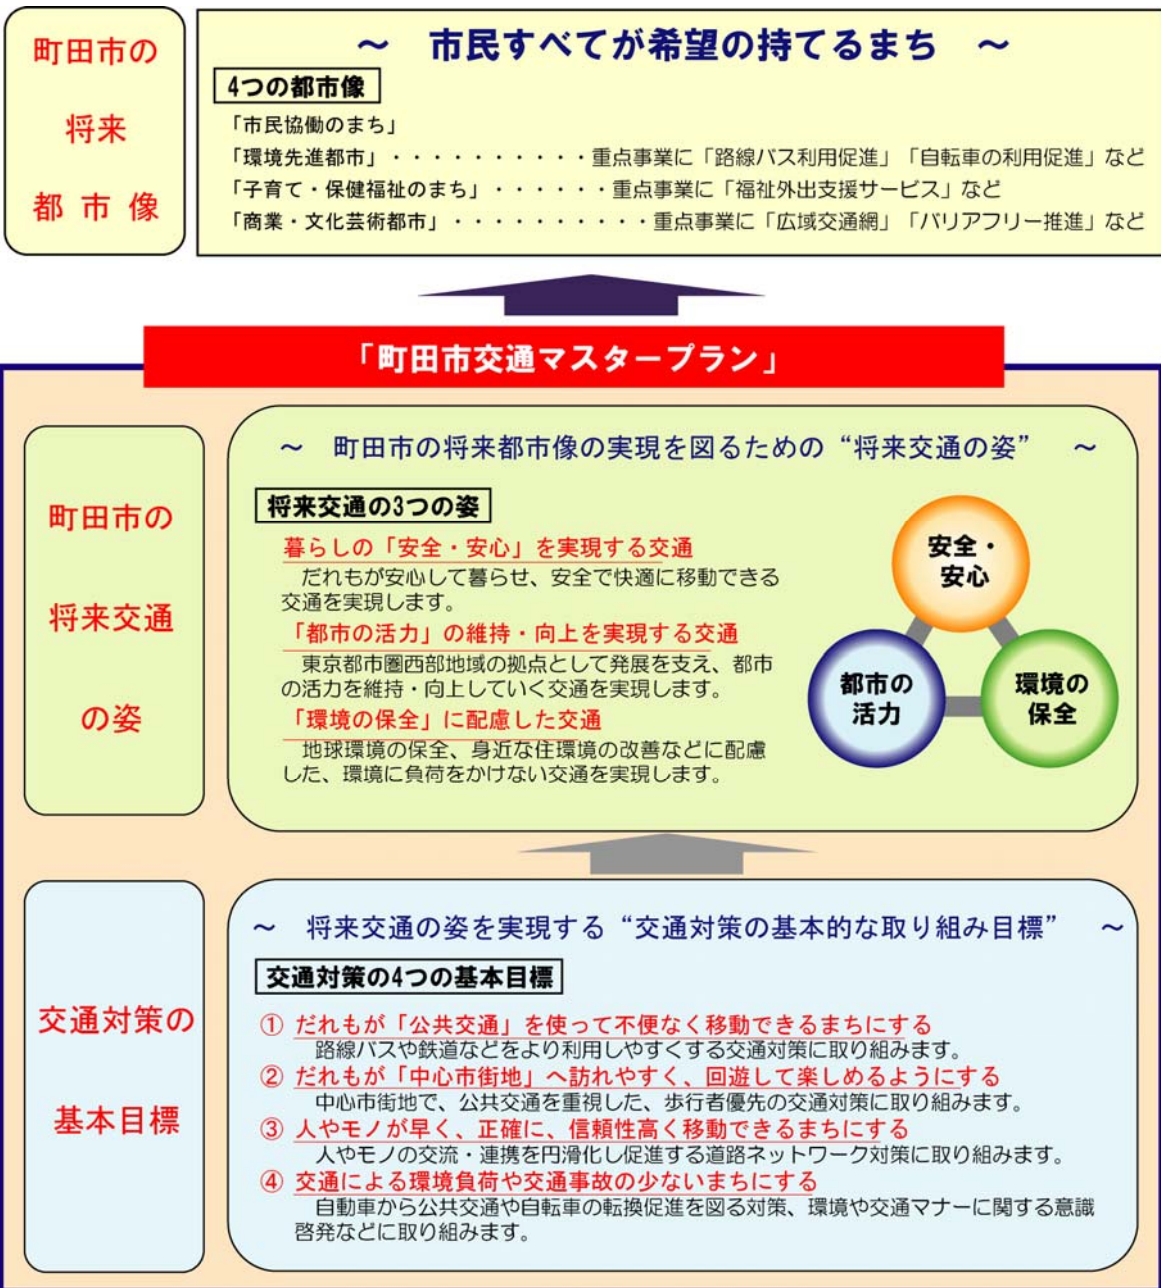 町田市の
将来
都市像
～　市民すべてが希望の持てるまち　～
4つの都市像
「市民協働のまち」
「環境先進都市」・・・・・・・・・・重点事業に「路線バス利用促進」「自転車の利用促進」など
「子育て・保健福祉のまち」・・・・・・重点事業に「福祉外出支援サービス」など
「商業・文化芸術都市」・・・・・・・・・・重点事業に「広域交通網」「バリアフリー推進」など
「町田市交通マスタープラン」
町田市の
将来交通
の姿
～　町田市の将来都市像の実現を図るための“将来交通の姿”　～
将来交通の3つの姿
暮らしの「安全・安心」を実現する交通
だれもが安心して暮らせ、安全で快適に移動できる
交通を実現します。
「都市の活力」の維持・向上を実現する交通
東京都市圏西部地域の拠点として発展を支え、都市
の活力を維持・向上していく交通を実現します。
「環境の保全」に配慮した交通
地球環境の保全、身近な住環境の改善などに配慮
した、環境に負荷をかけない交通を実現します。
安全・
安心
都市の
活力
環境の
保全
交通対策の
基本目標
～　将来交通の姿を実現する“交通対策の基本的な取り組み目標”　～
交通対策の4つの基本目標
① だれもが「公共交通」を使って不便なく移動できるまちにする
路線バスや鉄道などをより利用しやすくする交通対策に取り組みます。
② だれもが「中心市街地」へ訪れやすく、回遊して楽しめるようにする
中心市街地で、公共交通を重視した、歩行者優先の交通対策に取り組みます。
③ 人やモノが早く、正確に、信頼性高く移動できるまちにする
人やモノの交流・連携を円滑化し促進する道路ネットワーク対策に取り組みます。
④ 交通による環境負荷や交通事故の少ないまちにする
自動車から公共交通や自転車の転換促進を図る対策、環境や交通マナーに関する意識
啓発などに取り組みます。